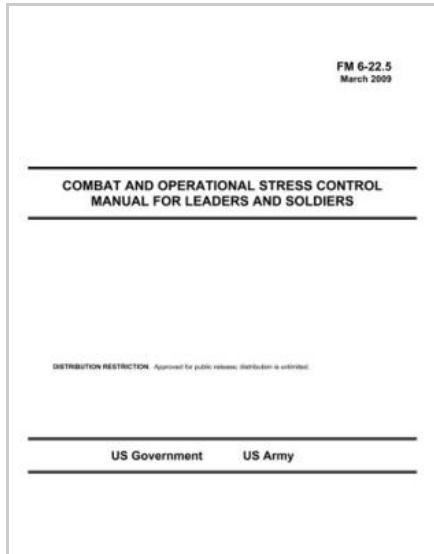 FM 6-22.5
March 2009
COMBAT AND OPERATIONAL STRESS CONTROL
MANUAL FOR LEADERS AND SOLDIERS
DISTRIBUTION RESTRICTION: Approved for public release; distribution is unlimited.
US Government US Army